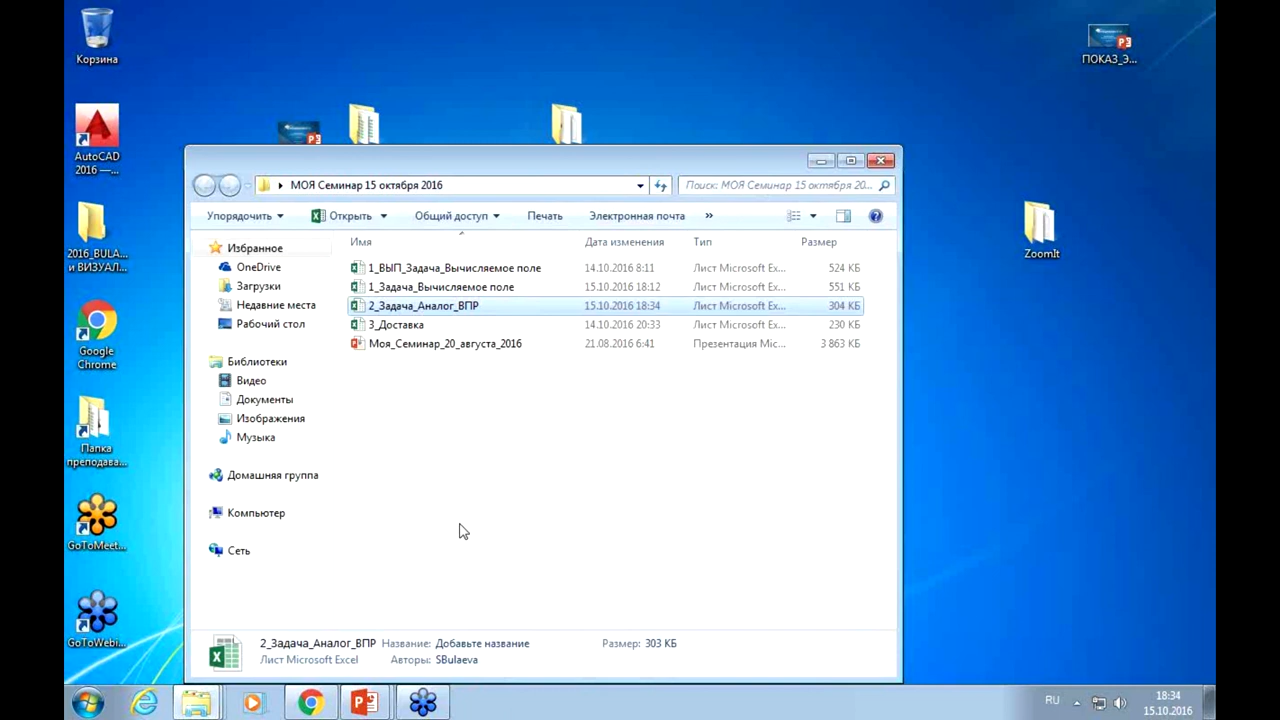 Корзина
AutoCAD
2016 —...
2016_BULA...
и ВИЗУАЛ...
Google
Chrome
Папка
преподава...
GoToMeet...
GoToWebi...
ПОКАЗ_Э...
ZoomIt
МОЯ Семинар 15 октября 2016
Поиск: МОЯ Семинар 15 октября 20...
Упорядочить Открыть Общий доступ Печать Электронная почта »
Имя Дата изменения Тип Размер
1_ВЫП_Задача_Вычисляемое поле 14.10.2016 8:11 Лист Microsoft Ex... 524 КБ
1_Задача_Вычисляемое поле 15.10.2016 18:12 Лист Microsoft Ex... 551 КБ
2_Задача_Аналог_ВПР 15.10.2016 18:34 Лист Microsoft Ex... 304 КБ
3_Доставка 14.10.2016 20:33 Лист Microsoft Ex... 230 КБ
Моя_Семинар_20_августа_2016 21.08.2016 6:41 Презентация Mic... 3 863 КБ
Избранное
OneDrive
Загрузки
Недавние места
Рабочий стол
Библиотеки
Видео
Документы
Изображения
Музыка
Домашняя группа
Компьютер
Сеть
2_Задача_Аналог_ВПР Название: Добавьте название Размер: 303 КБ
Лист Microsoft Excel Авторы: SBulaeva
RU
18:34
15.10.2016